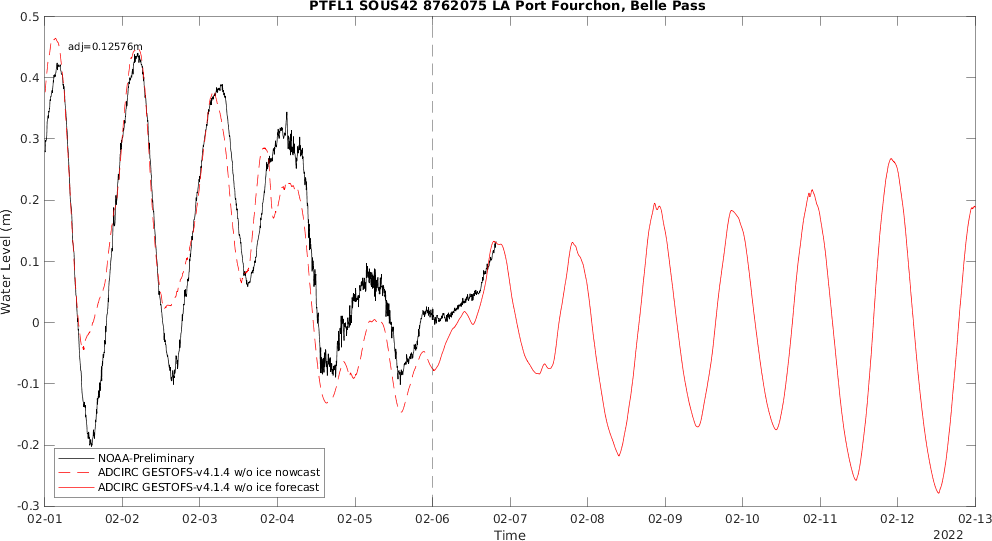 PTFL1 SOUS42 8762075 LA Port Fourchon, Belle Pass
adj=0.12576m
0.5
0.4
0.3
0.2
0.1
0
-0.1
-0.2
-0.3
Water Level (m)
NOAA-Preliminary
ADCIRC GESTOFS-v4.1.4 w/o ice nowcast
ADCIRC GESTOFS-v4.1.4 w/o ice forecast
02-01 02-02 02-03 02-04 02-05 02-06 02-07 02-08 02-09 02-10 02-11 02-12 02-13
Time
2022